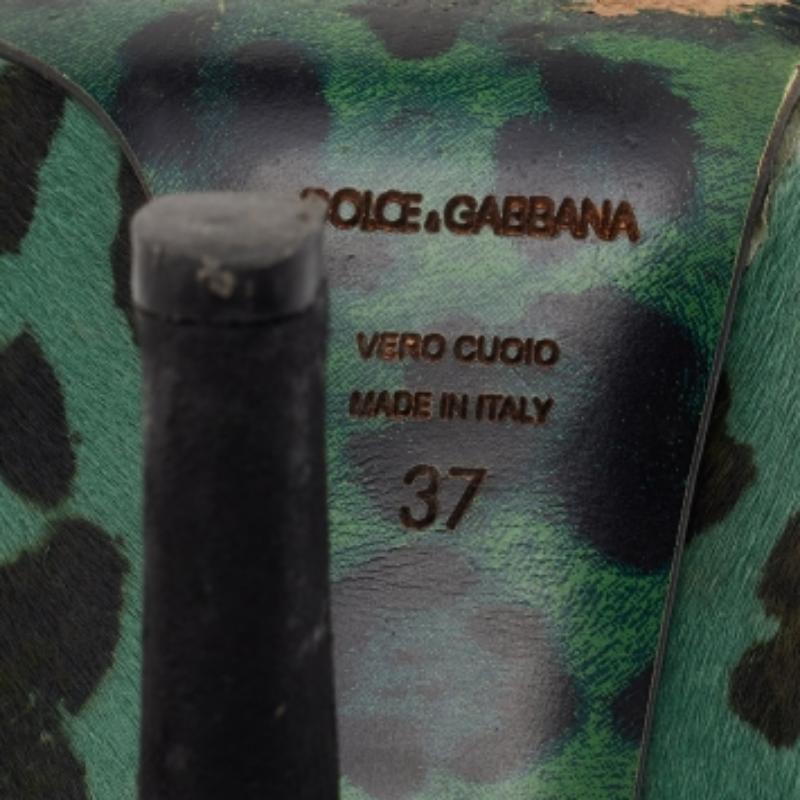 DOLCE & GABBANA
VERO CUOIO
MADE IN ITALY
37